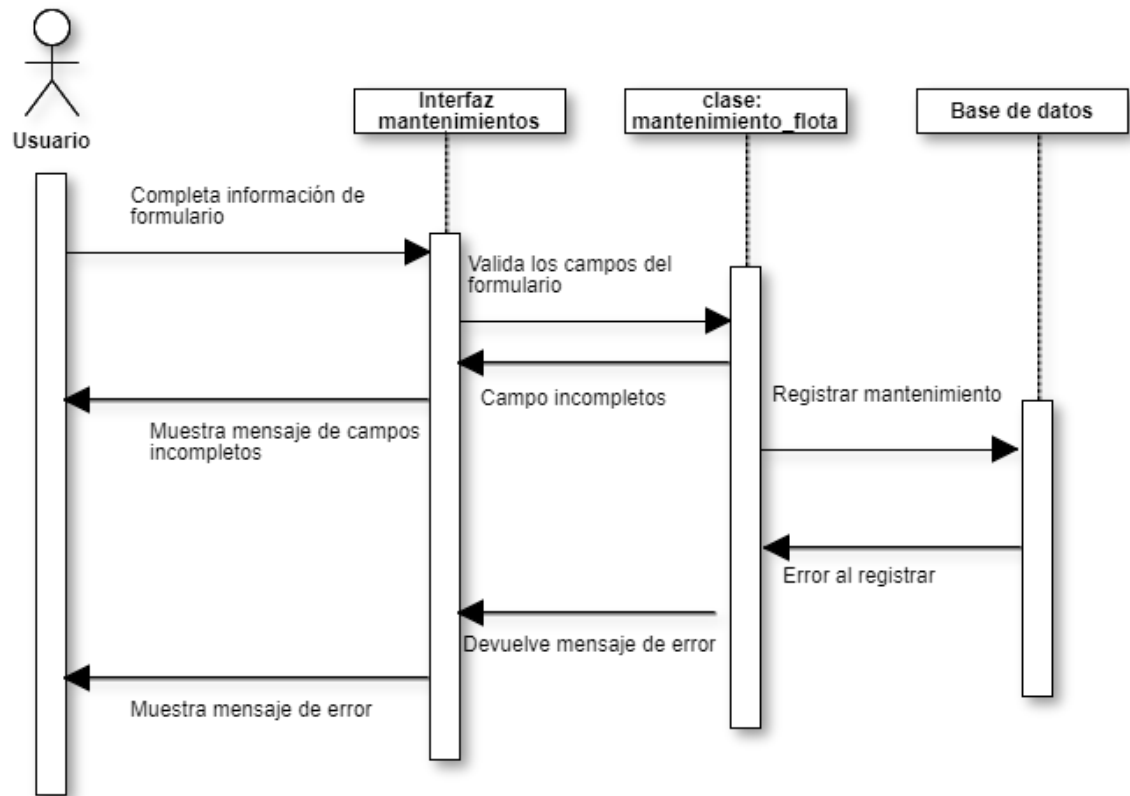 Usuario
Interfaz
mantenimientos
clase:
mantenimiento_flota
Base de datos
Completa información de
formulario
Valida los campos del
formulario
Campo incompletos
Muestra mensaje de campos
incompletos
Registrar mantenimiento
Error al registrar
Devuelve mensaje de error
Muestra mensaje de error